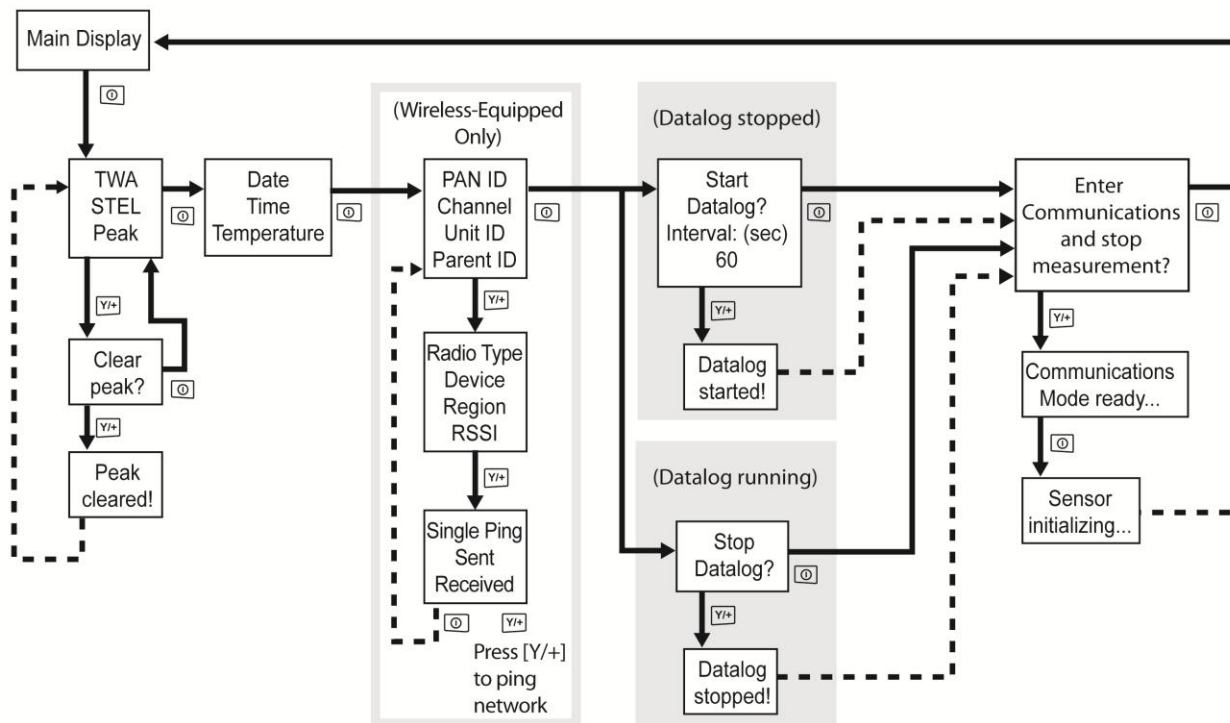 Main Display
TWA
STEL
Peak
Y/+
Clear
peak?
Y/+
Peak
cleared!
Date
Time
Temperature
(Wireless-Equipped
Only)
PAN ID
Channel
Unit ID
Parent ID
Y/+
Radio Type
Device
Region
RSSI
Y/+
Single Ping
Sent
Received
Y/+
Press [Y/+]
to ping
network
(Datalog stopped)
Start
Datalog?
Interval: (sec)
60
Y/+
Datalog
started!
(Datalog running)
Stop
Datalog?
Y/+
Datalog
stopped!
Enter
Communications
and stop
measurement?
Y/+
Communications
Mode ready...
Sensor
initializing...